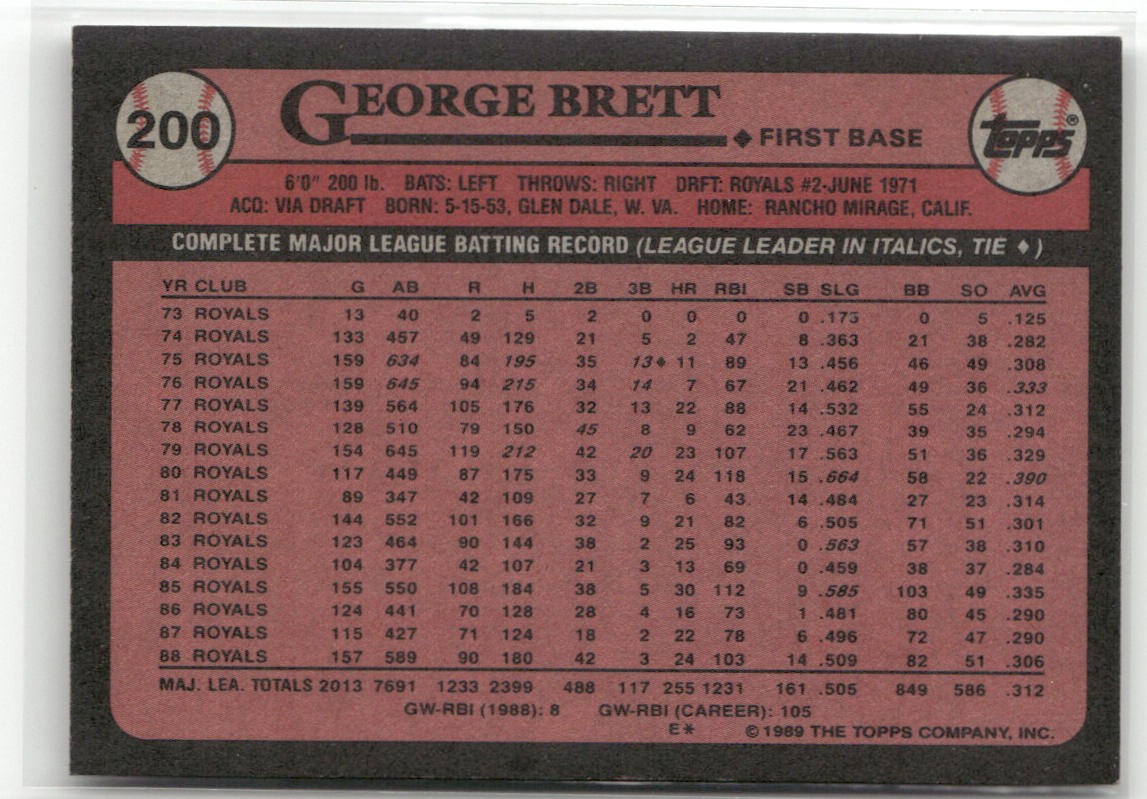 200
GEORGE BRETT
◆ FIRST BASE
topps®
6'0" 200 lb. BATS: LEFT THROWS: RIGHT DRFT: ROYALS #2-JUNE 1971
ACQ: VIA DRAFT BORN: 5-15-53, GLEN DALE, W. VA. HOME: RANCHO MIRAGE, CALIF.
COMPLETE MAJOR LEAGUE BATTING RECORD (LEAGUE LEADER IN ITALICS, TIE ♦)
YR CLUB G AB R H 2B 3B HR RBI SB SLG BB SO AVG
73 ROYALS 13 40 2 5 2 0 0 0 0 .175 0 5 .125
74 ROYALS 133 457 49 129 21 5 2 47 8 .363 21 38 .282
75 ROYALS 159 634 84 195 35 13♦ 11 89 13 .456 46 49 .308
76 ROYALS 159 645 94 215 34 14 7 67 21 .462 49 36 .333
77 ROYALS 139 564 105 176 32 13 22 88 14 .532 55 24 .312
78 ROYALS 128 510 79 150 45 8 9 62 23 .467 39 35 .294
79 ROYALS 154 645 119 212 42 20 23 107 17 .563 51 36 .329
80 ROYALS 117 449 87 175 33 9 24 118 15 .664 58 22 .390
81 ROYALS 89 347 42 109 27 7 6 43 14 .484 27 23 .314
82 ROYALS 144 552 101 166 32 9 21 82 6 .505 71 51 .301
83 ROYALS 123 464 90 144 38 2 25 93 0 .563 57 38 .310
84 ROYALS 104 377 42 107 21 3 13 69 0 .459 38 37 .284
85 ROYALS 155 550 108 184 38 5 30 112 9 .585 103 49 .335
86 ROYALS 124 441 70 128 28 4 16 73 1 .481 80 45 .290
87 ROYALS 115 427 71 124 18 2 22 78 6 .496 72 47 .290
88 ROYALS 157 589 90 180 42 3 24 103 14 .509 82 51 .306
MAJ. LEA. TOTALS 2013 7691 1233 2399 488 117 255 1231 161 .505 849 586 .312
GW-RBI (1988): 8 GW-RBI (CAREER): 105
E* © 1989 THE TOPPS COMPANY, INC.